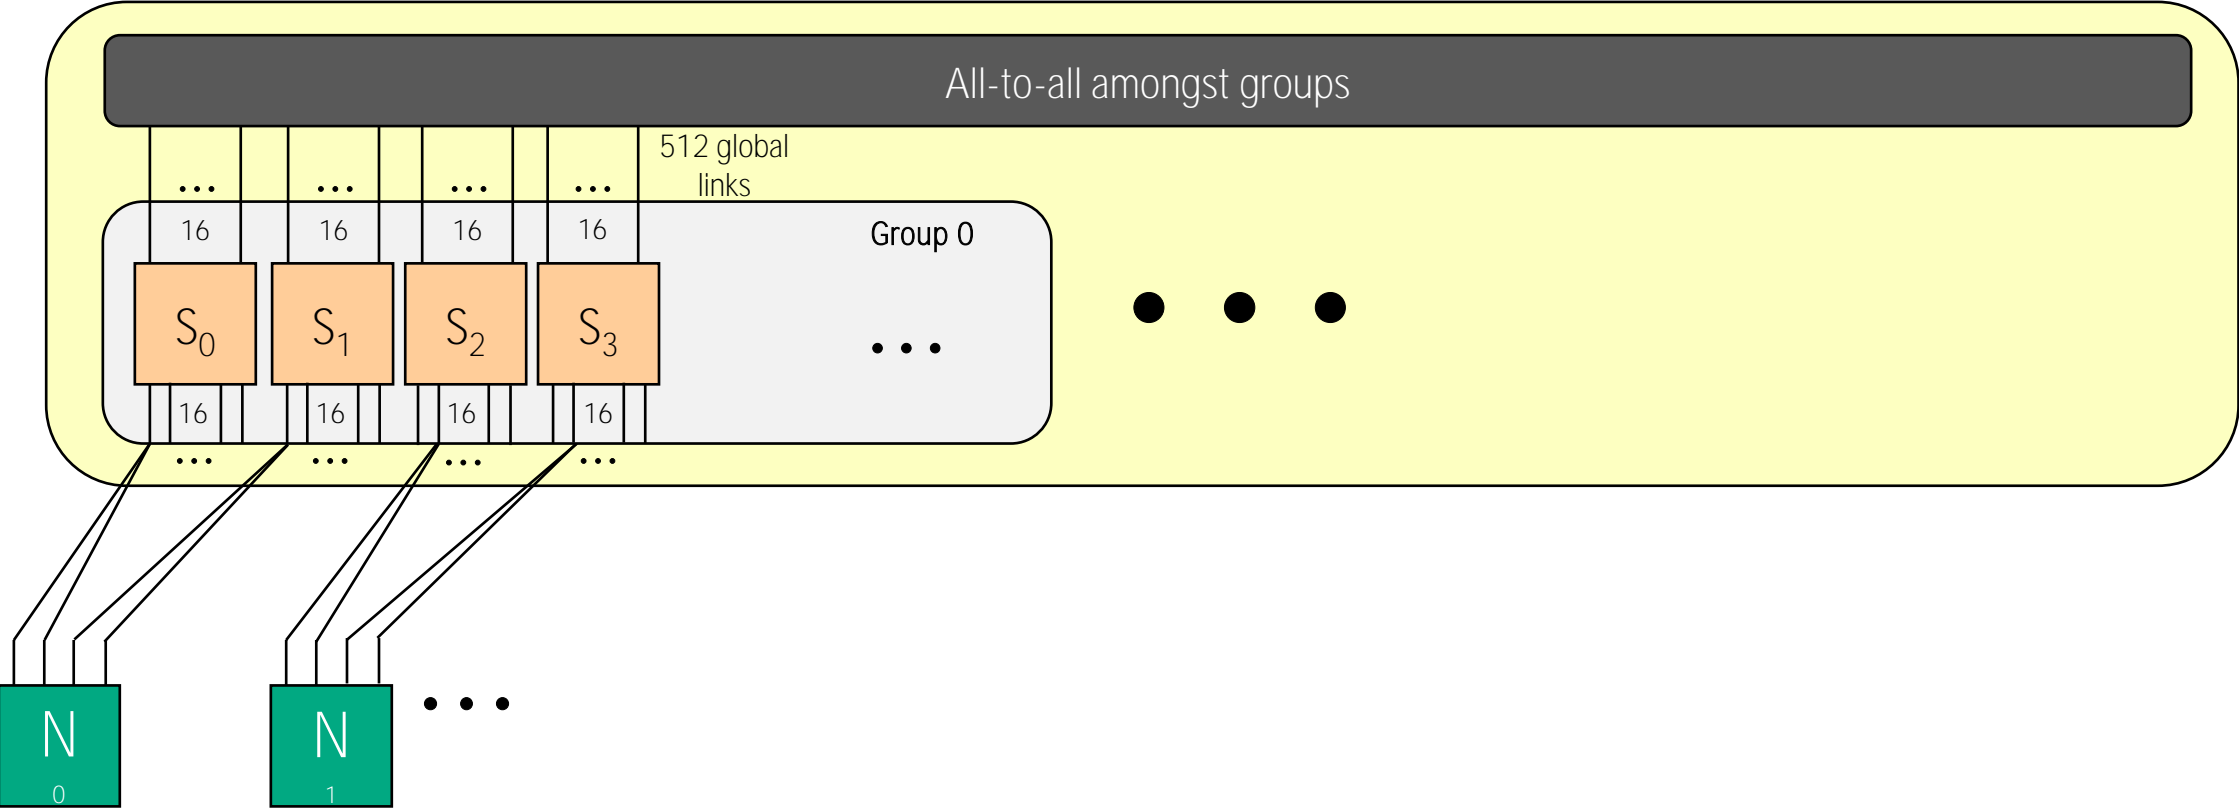 All-to-all amongst groups
512 global
links
16 16 16 16
Group 0
S0 S1 S2 S3
16 16 16 16
N N
0 1